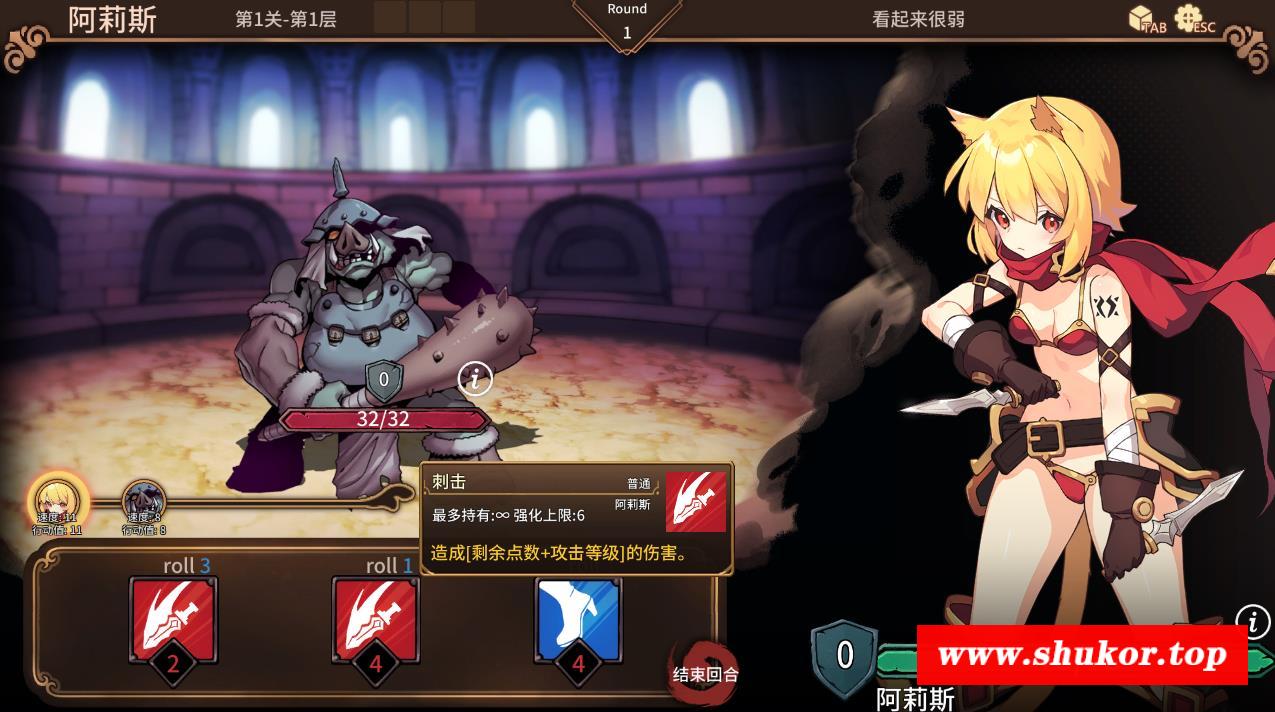 阿莉斯
第1关-第1层
Round
1
看起来很弱
TAB
ESC
0
32/32
刺击
普通
阿莉斯
最多持有:∞ 强化上限:6
造成[剩余点数+攻击等级]的伤害。
速度: 11
行动值: 11
速度: 8
行动值: 8
roll 3
roll 1
2
4
4
结束回合
0
www.shukor.top
阿莉斯